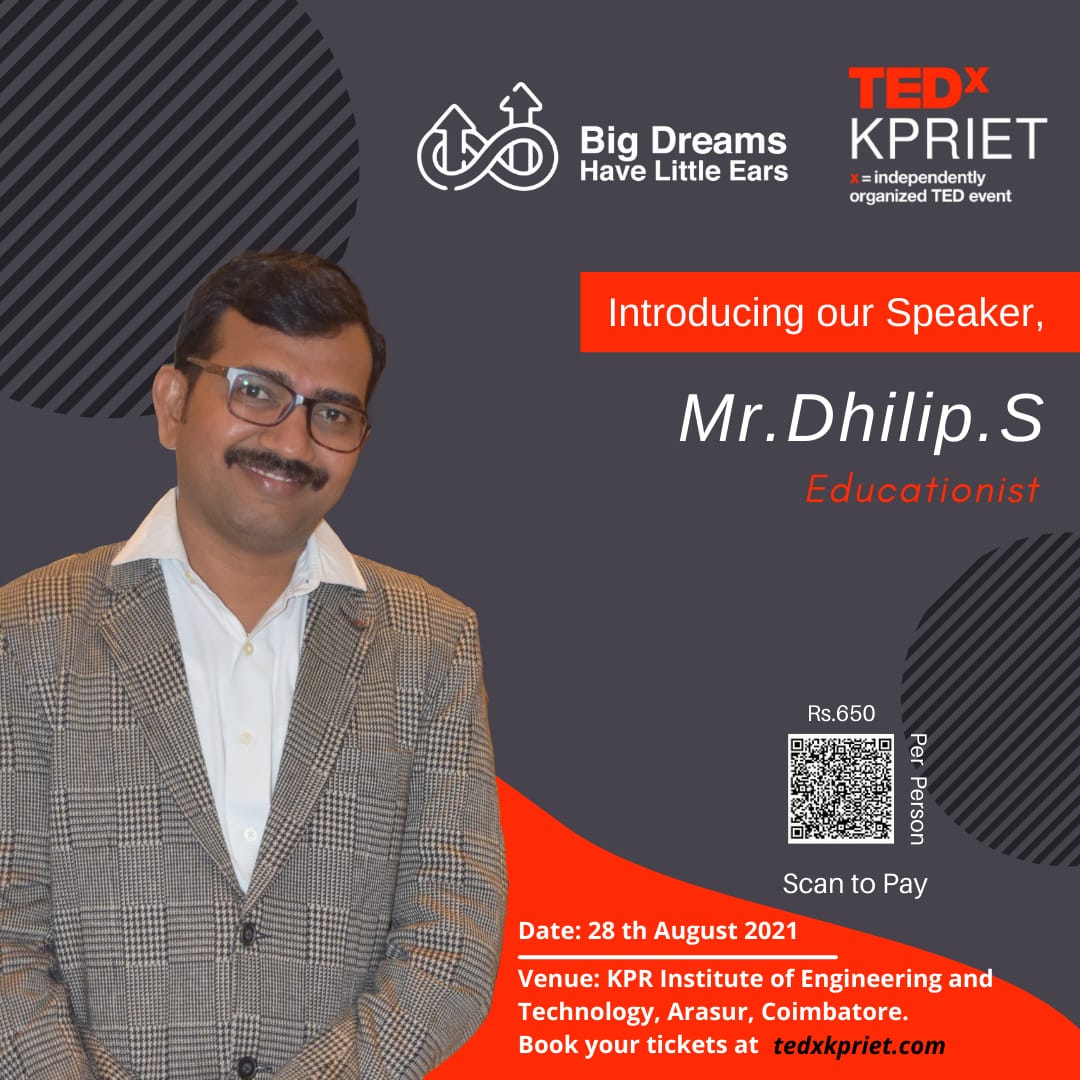 Big Dreams
Have Little Ears
TEDx
KPRIET
x = independently
organized TED event
Introducing our Speaker,
Mr.Dhilip.S
Educationist
Rs.650
Per Person
Scan to Pay
Date: 28 th August 2021
Venue: KPR Institute of Engineering and
Technology, Arasur, Coimbatore.
Book your tickets at tedxkpriet.com